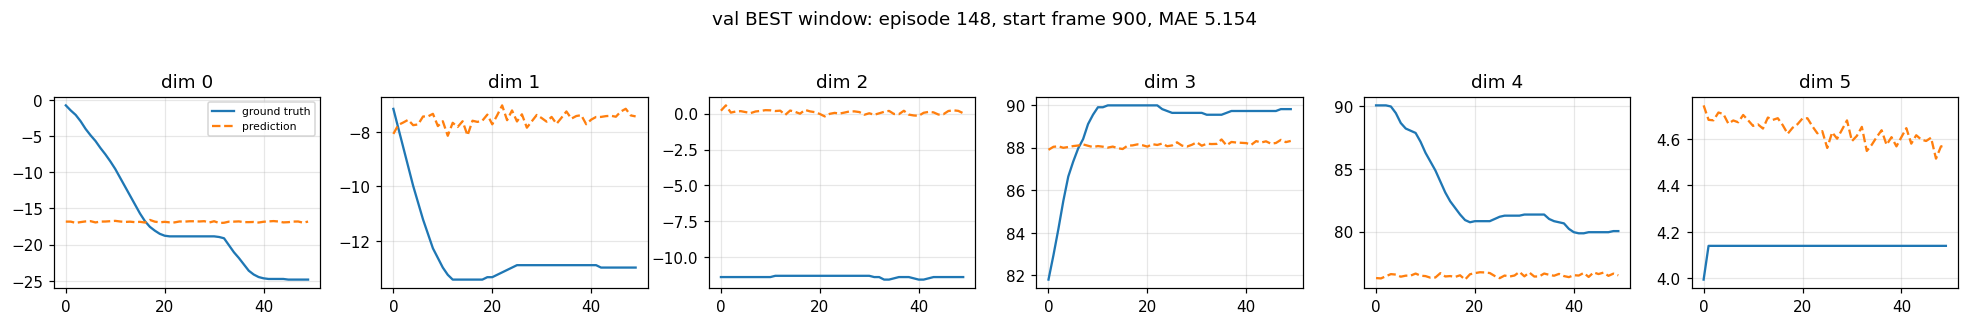 val BEST window: episode 148, start frame 900, MAE 5.154
dim 0
dim 1
dim 2
dim 3
dim 4
dim 5
ground truth
prediction
0
−5
−10
−15
−20
−25
0 20 40
−8
−10
−12
0 20 40
0.0
−2.5
−5.0
−7.5
−10.0
0 20 40
90
88
86
84
82
0 20 40
90
85
80
0 20 40
4.6
4.4
4.2
4.0
0 20 40